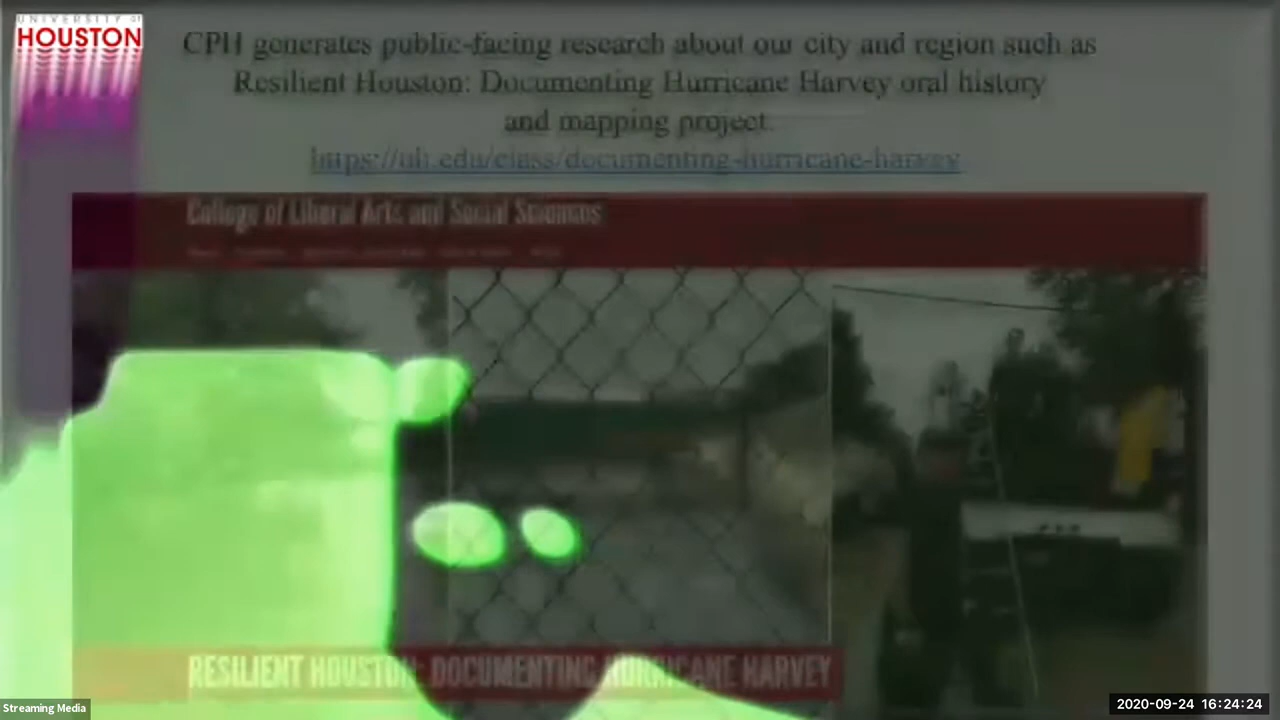 UNIVERSITY of
HOUSTON
CPH generates public-facing research about our city and region such as
Resilient Houston: Documenting Hurricane Harvey oral history
and mapping project
https://uh.edu/class/documenting-hurricane-harvey
College of Liberal Arts and Social Sciences
RESILIENT HOUSTON: DOCUMENTING HURRICANE HARVEY
Streaming Media
2020-09-24 16:24:24